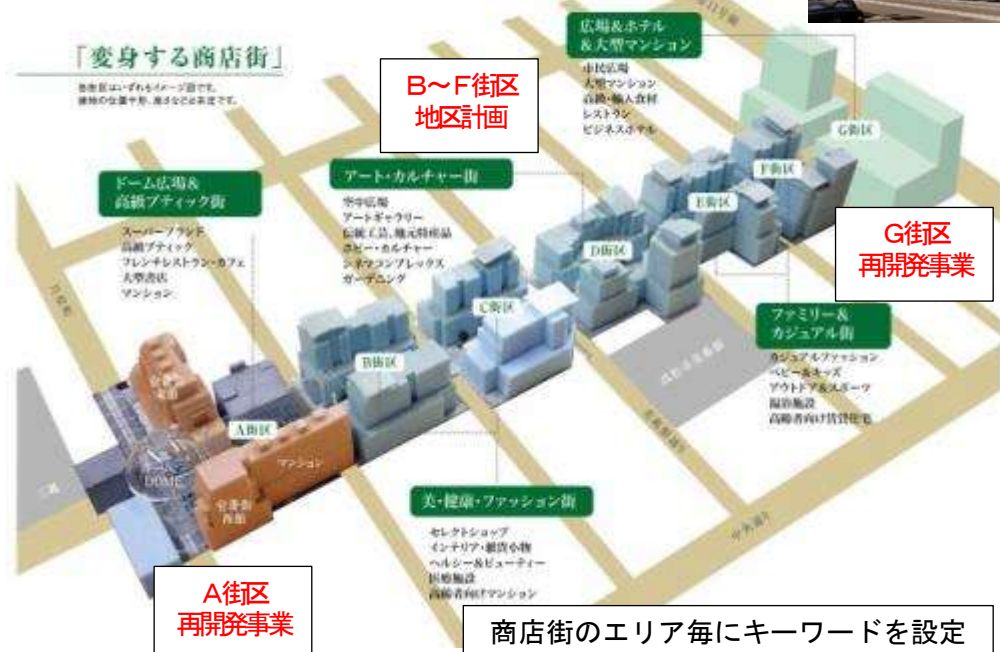 「変身する商店街」
各街区はいずれもイメージ図です。
建物の位置や形、高さなどは未定です。
B～F街区
地区計画
広場&ホテル
&大型マンション
市民広場
大型マンション
高級・輸入食材
レストラン
ビジネスホテル
ドーム広場&
高級ブティック街
スーパーブランド
高級ブティック
フレンチレストラン・カフェ
大型書店
マンション
アート・カルチャー街
空中広場
アートギャラリー
伝統工芸、地元特産品
ホビー・カルチャー
シネマコンプレックス
ガーデニング
G街区
F街区
E街区
D街区
C街区
B街区
A街区
G街区
再開発事業
ファミリー&
カジュアル街
カジュアルファッション
ベビー&キッズ
アウトドア&スポーツ
温浴施設
高齢者向け賃貸住宅
DOME
マンション
壱番街
西館
三越
美・健康・ファッション街
セレクトショップ
インテリア・雑貨小物
ヘルシー&ビューティー
医療施設
高齢者向けマンション
中央通り
A街区
再開発事業
商店街のエリア毎にキーワードを設定